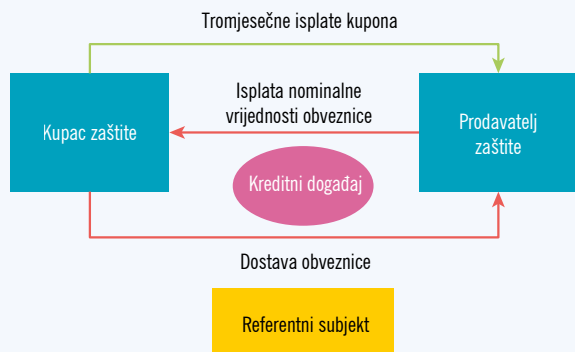 Tromjesečne isplate kupona
Isplata nominalne
vrijednosti obveznice
Kupac zaštite
Prodavatelj
zaštite
Kreditni događaj
Dostava obveznice
Referentni subjekt